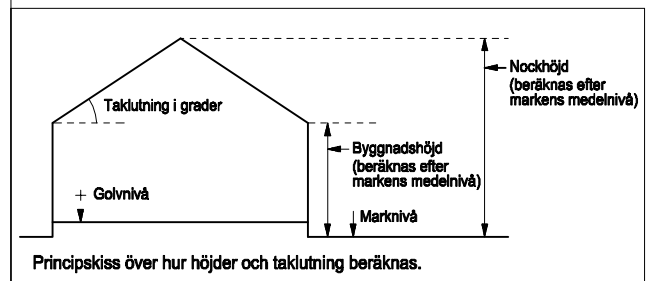 Nockhöjd
(beräknas efter
markens medelnivå)
Taklutning i grader
Byggnadshöjd
(beräknas efter
markens medelnivå)
+ Golvnivå
Marknivå
Principskiss över hur höjder och taklutning beräknas.